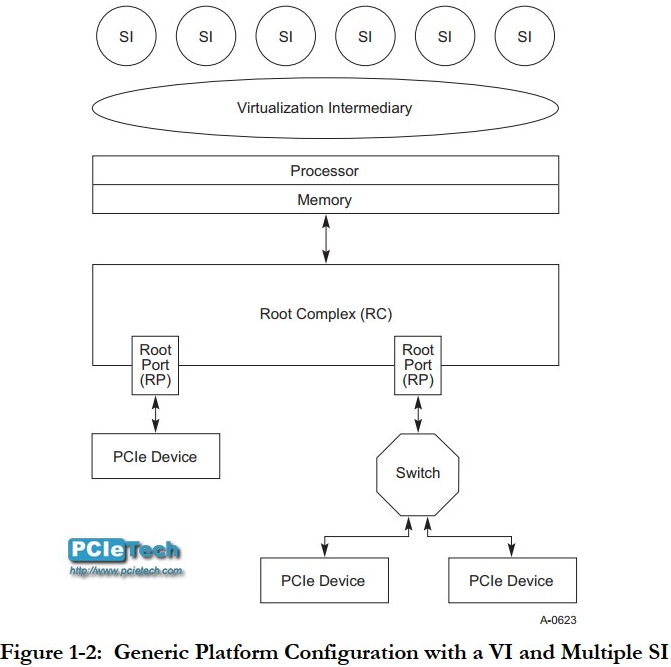 SI SI SI SI SI SI
Virtualization Intermediary
Processor
Memory
Root Complex (RC)
Root
Port
(RP)
Root
Port
(RP)
PCIe Device
Switch
PCIeTech
http://www.pcietech.com
PCIe Device
PCIe Device
A-0623
Figure 1-2: Generic Platform Configuration with a VI and Multiple SI